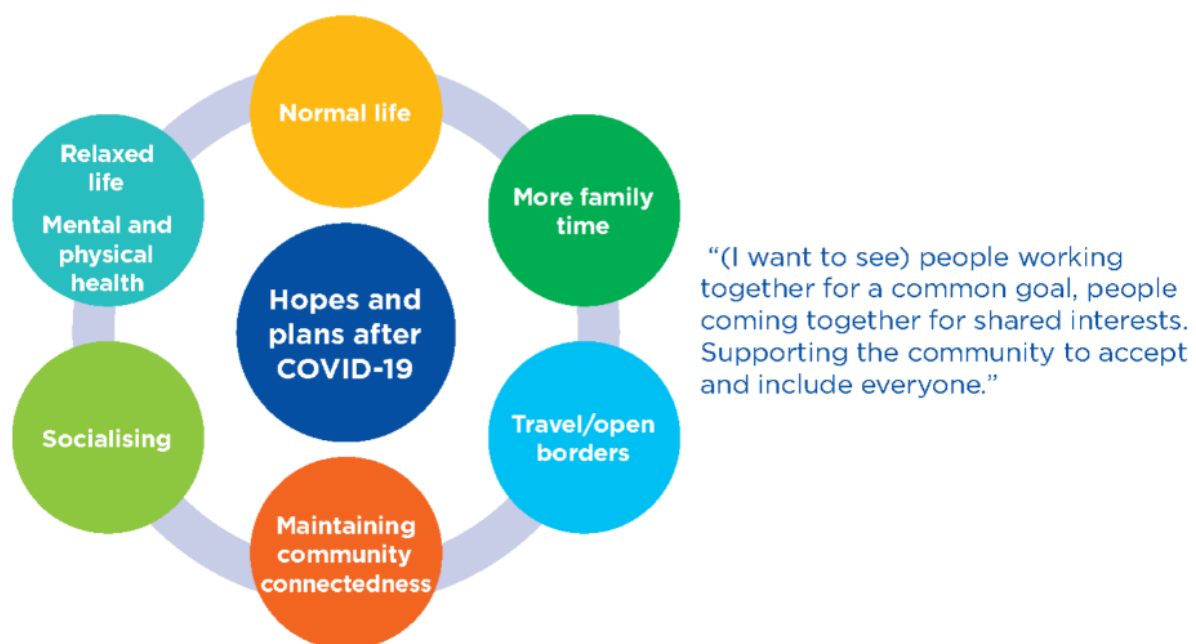 Normal life
More family
time
Travel/open
borders
Maintaining
community
connectedness
Socialising
Relaxed
life
Mental and
physical
health
Hopes and
plans after
COVID-19
“(I want to see) people working
together for a common goal, people
coming together for shared interests.
Supporting the community to accept
and include everyone.”